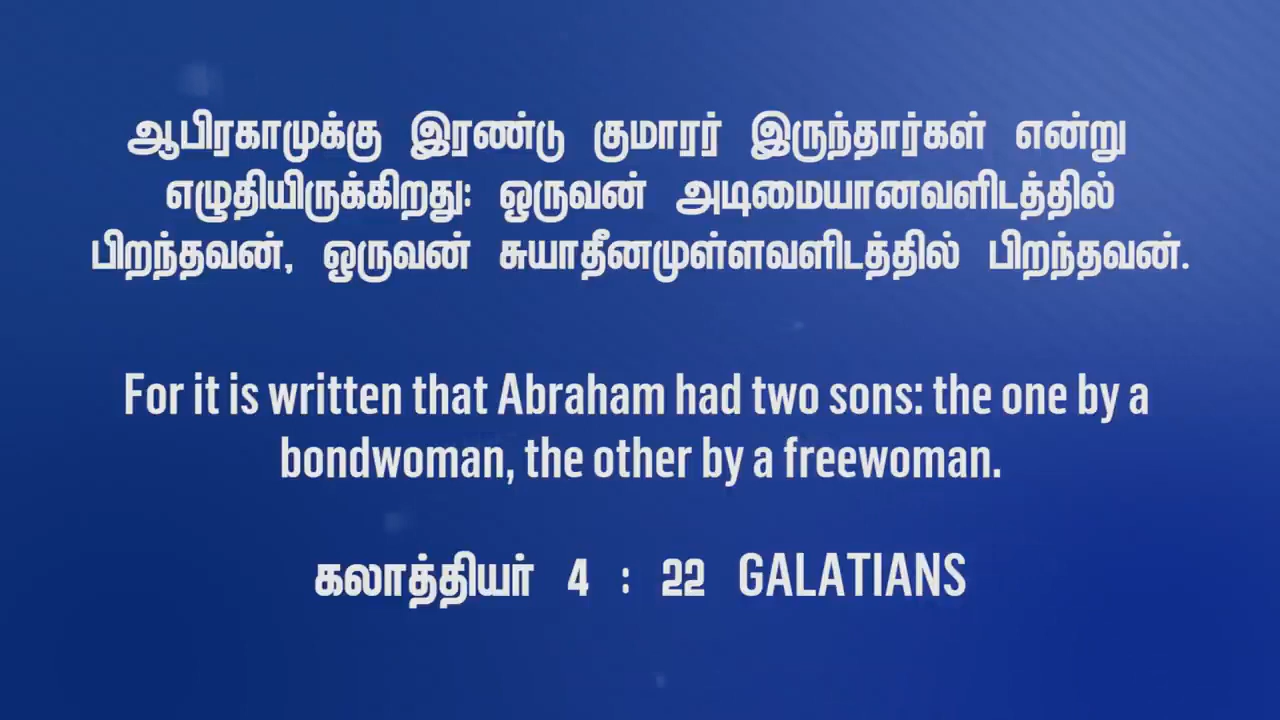 ஆபிரகாமுக்கு இரண்டு குமாரர் இருந்தார்கள் என்று
எழுதியிருக்கிறது: ஒருவன் அடிமையானவளிடத்தில்
பிறந்தவன், ஒருவன் சுயாதீனமுள்ளவளிடத்தில் பிறந்தவன்.
For it is written that Abraham had two sons: the one by a
bondwoman, the other by a freewoman.
கலாத்தியர் 4 : 22 GALATIANS